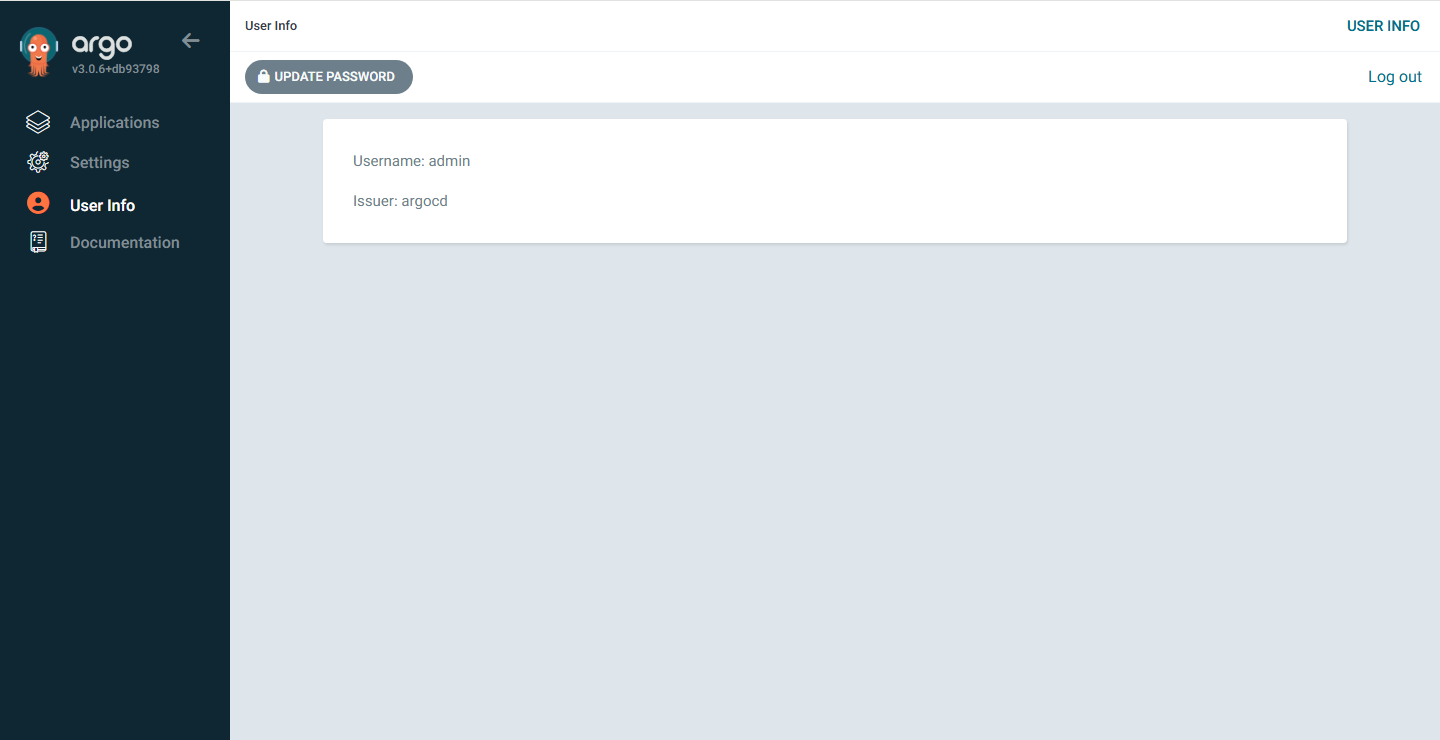 argo
v3.0.6+db93798
Applications
Settings
User Info
Documentation
User Info
USER INFO
UPDATE PASSWORD
Log out
Username: admin
Issuer: argocd